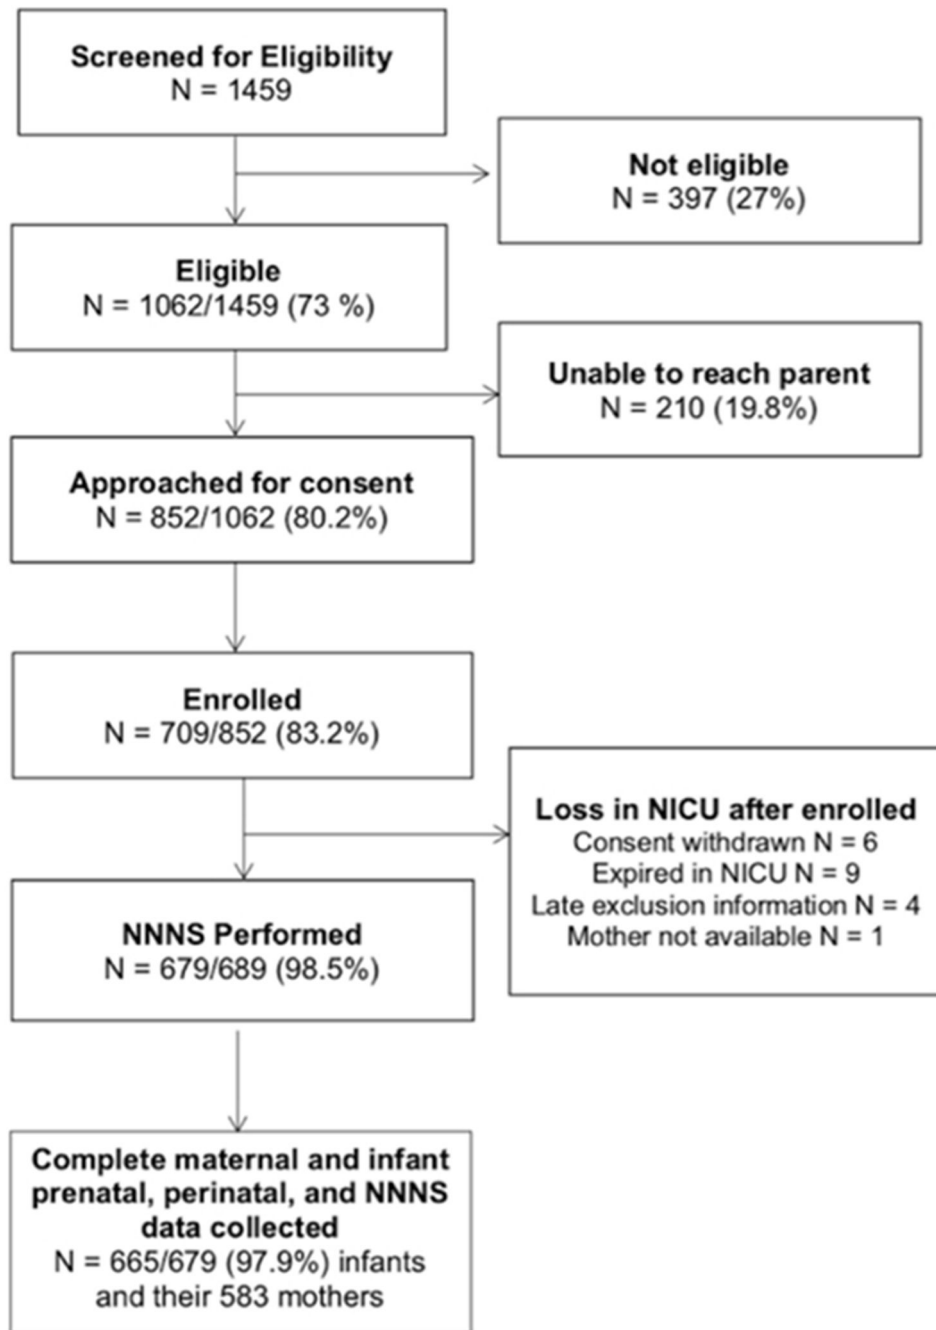 Screened for Eligibility
N = 1459
Not eligible
N = 397 (27%)
Eligible
N = 1062/1459 (73 %)
Unable to reach parent
N = 210 (19.8%)
Approached for consent
N = 852/1062 (80.2%)
Enrolled
N = 709/852 (83.2%)
Loss in NICU after enrolled
Consent withdrawn N = 6
Expired in NICU N = 9
Late exclusion information N = 4
Mother not available N = 1
NNNS Performed
N = 679/689 (98.5%)
Complete maternal and infant
prenatal, perinatal, and NNNS
data collected
N = 665/679 (97.9%) infants
and their 583 mothers